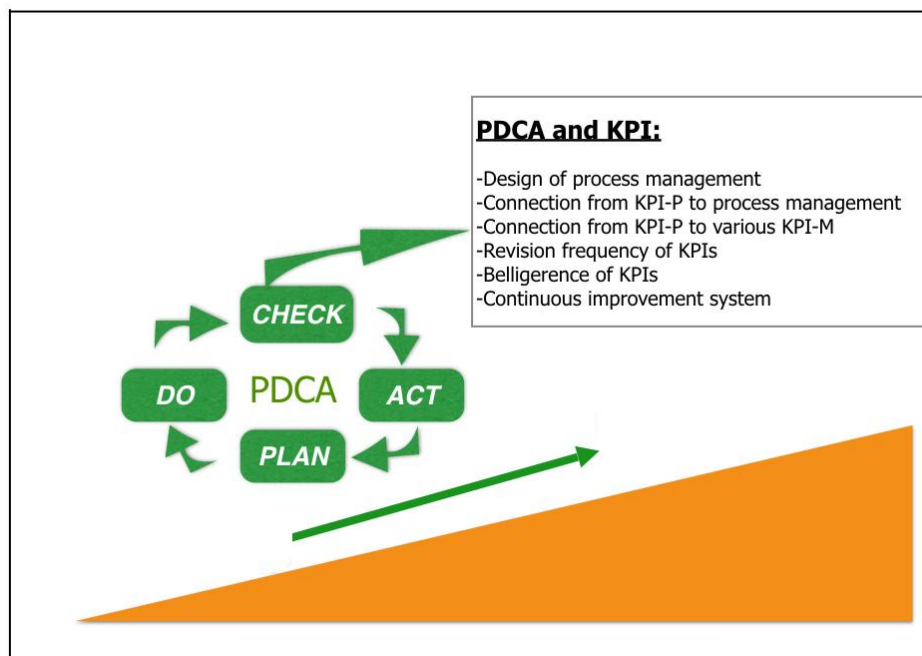 PDCA and KPI:
-Design of process management
-Connection from KPI-P to process management
-Connection from KPI-P to various KPI-M
-Revision frequency of KPIs
-Belligerence of KPIs
-Continuous improvement system
CHECK
DO
PDCA
ACT
PLAN